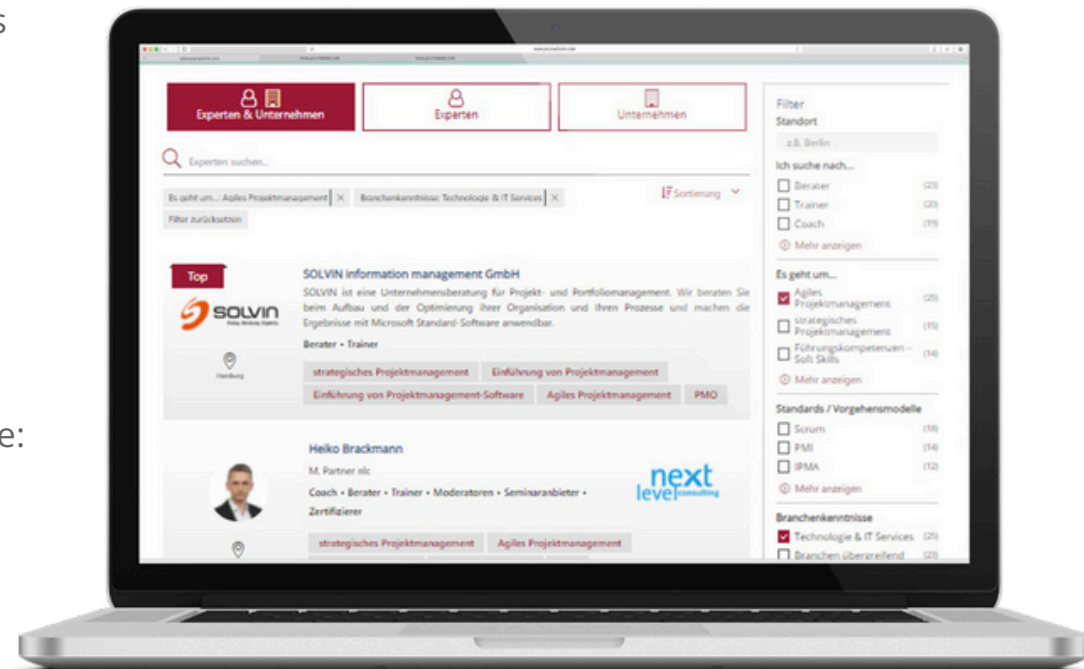 s
e:
Experten & Unternehmen
Experten
Unternehmen
Experten suchen...
Es geht um...: Agiles Projektmanagement ×
Branchenkenntnisse: Technologie & IT Services ×
Sortierung
Filter zurücksetzen
Top
SOLVIN
Hamburg
SOLVIN information management GmbH
SOLVIN ist eine Unternehmensberatung für Projekt- und Portfoliomanagement. Wir beraten Sie
beim Aufbau und der Optimierung ihrer Organisation und Ihren Prozesse und machen die
Ergebnisse mit Microsoft Standard-Software anwendbar.
Berater • Trainer
strategisches Projektmanagement
Einführung von Projektmanagement
Einführung von Projektmanagement-Software
Agiles Projektmanagement
PMO
Heiko Brackmann
M. Partner nlc
Coach • Berater • Trainer • Moderatoren • Seminaranbieter •
Zertifizierer
next
level consulting
strategisches Projektmanagement
Agiles Projektmanagement
Filter
Standort
z.B. Berlin
Ich suche nach...
Berater (23)
Trainer (20)
Coach (19)
Mehr anzeigen
Es geht um...
Agiles
Projektmanagement (25)
strategisches
Projektmanagement (15)
Führungskompetenzen –
Soft Skills (14)
Mehr anzeigen
Standards / Vorgehensmodelle
Scrum (18)
PMI (14)
IPMA (12)
Mehr anzeigen
Branchenkenntnisse
Technologie & IT Services (25)
Branchen übergreifend (23)